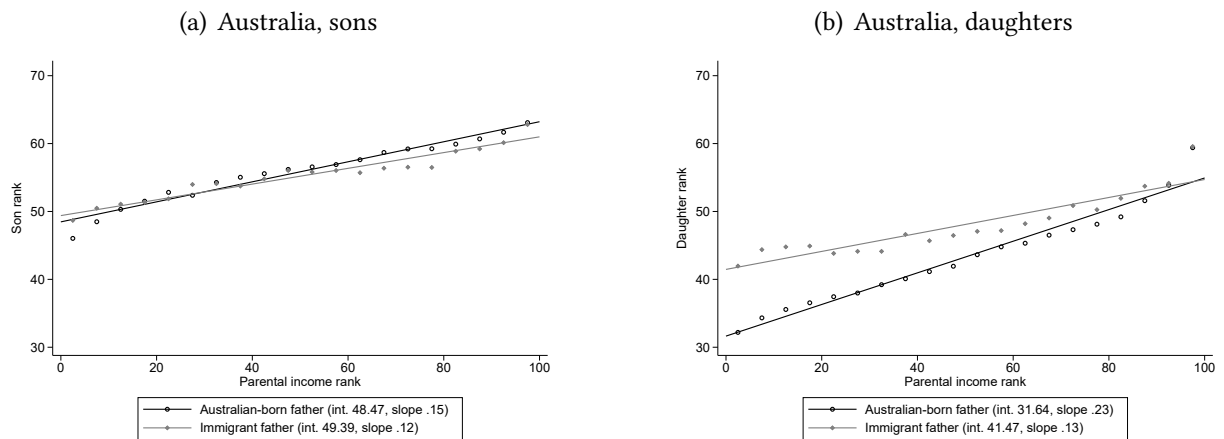 (a) Australia, sons
70
60
50
40
30
Son rank
0 20 40 60 80 100
Parental income rank
Australian-born father (int. 48.47, slope .15)
Immigrant father (int. 49.39, slope .12)
(b) Australia, daughters
70
60
50
40
30
Daughter rank
0 20 40 60 80 100
Parental income rank
Australian-born father (int. 31.64, slope .23)
Immigrant father (int. 41.47, slope .13)